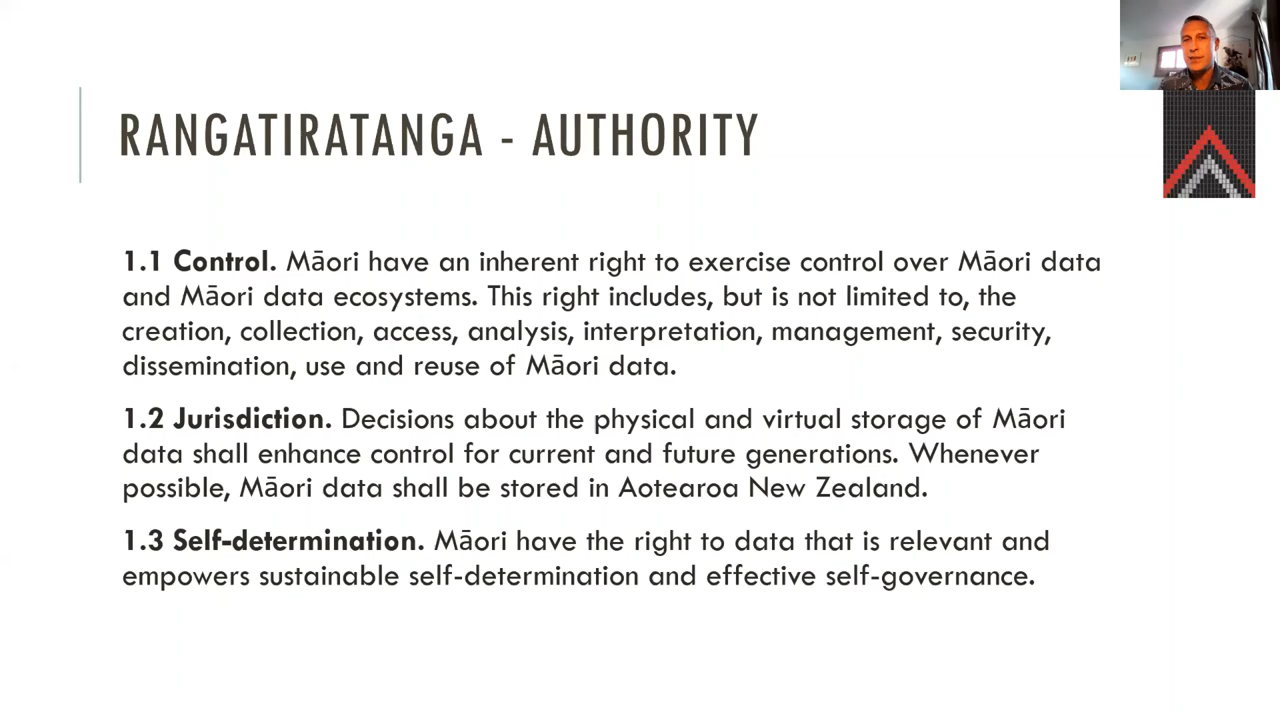 RANGATIRATANGA - AUTHORITY
1.1 Control. Māori have an inherent right to exercise control over Māori data
and Māori data ecosystems. This right includes, but is not limited to, the
creation, collection, access, analysis, interpretation, management, security,
dissemination, use and reuse of Māori data.
1.2 Jurisdiction. Decisions about the physical and virtual storage of Māori
data shall enhance control for current and future generations. Whenever
possible, Māori data shall be stored in Aotearoa New Zealand.
1.3 Self-determination. Māori have the right to data that is relevant and
empowers sustainable self-determination and effective self-governance.